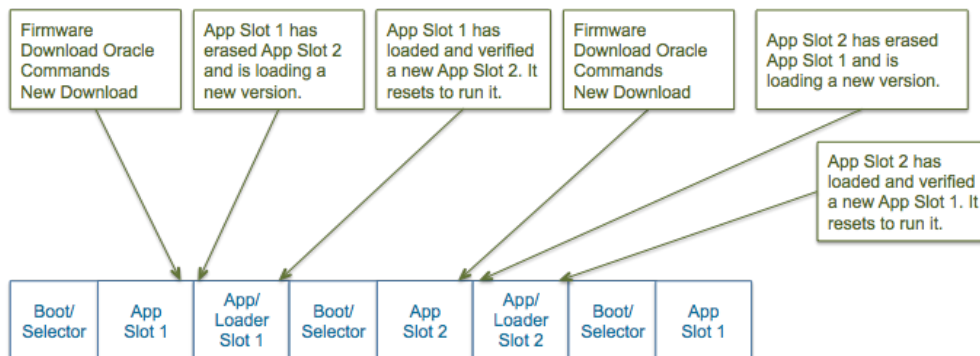 Firmware
Download Oracle
Commands
New Download
App Slot 1 has
erased App Slot 2
and is loading a
new version.
App Slot 1 has
loaded and verified
a new App Slot 2. It
resets to run it.
Firmware
Download Oracle
Commands
New Download
App Slot 2 has erased
App Slot 1 and is
loading a new version.
App Slot 2 has
loaded and verified
a new App Slot 1. It
resets to run it.
Boot/
Selector
App
Slot 1
App/
Loader
Slot 1
Boot/
Selector
App
Slot 2
App/
Loader
Slot 2
Boot/
Selector
App
Slot 1